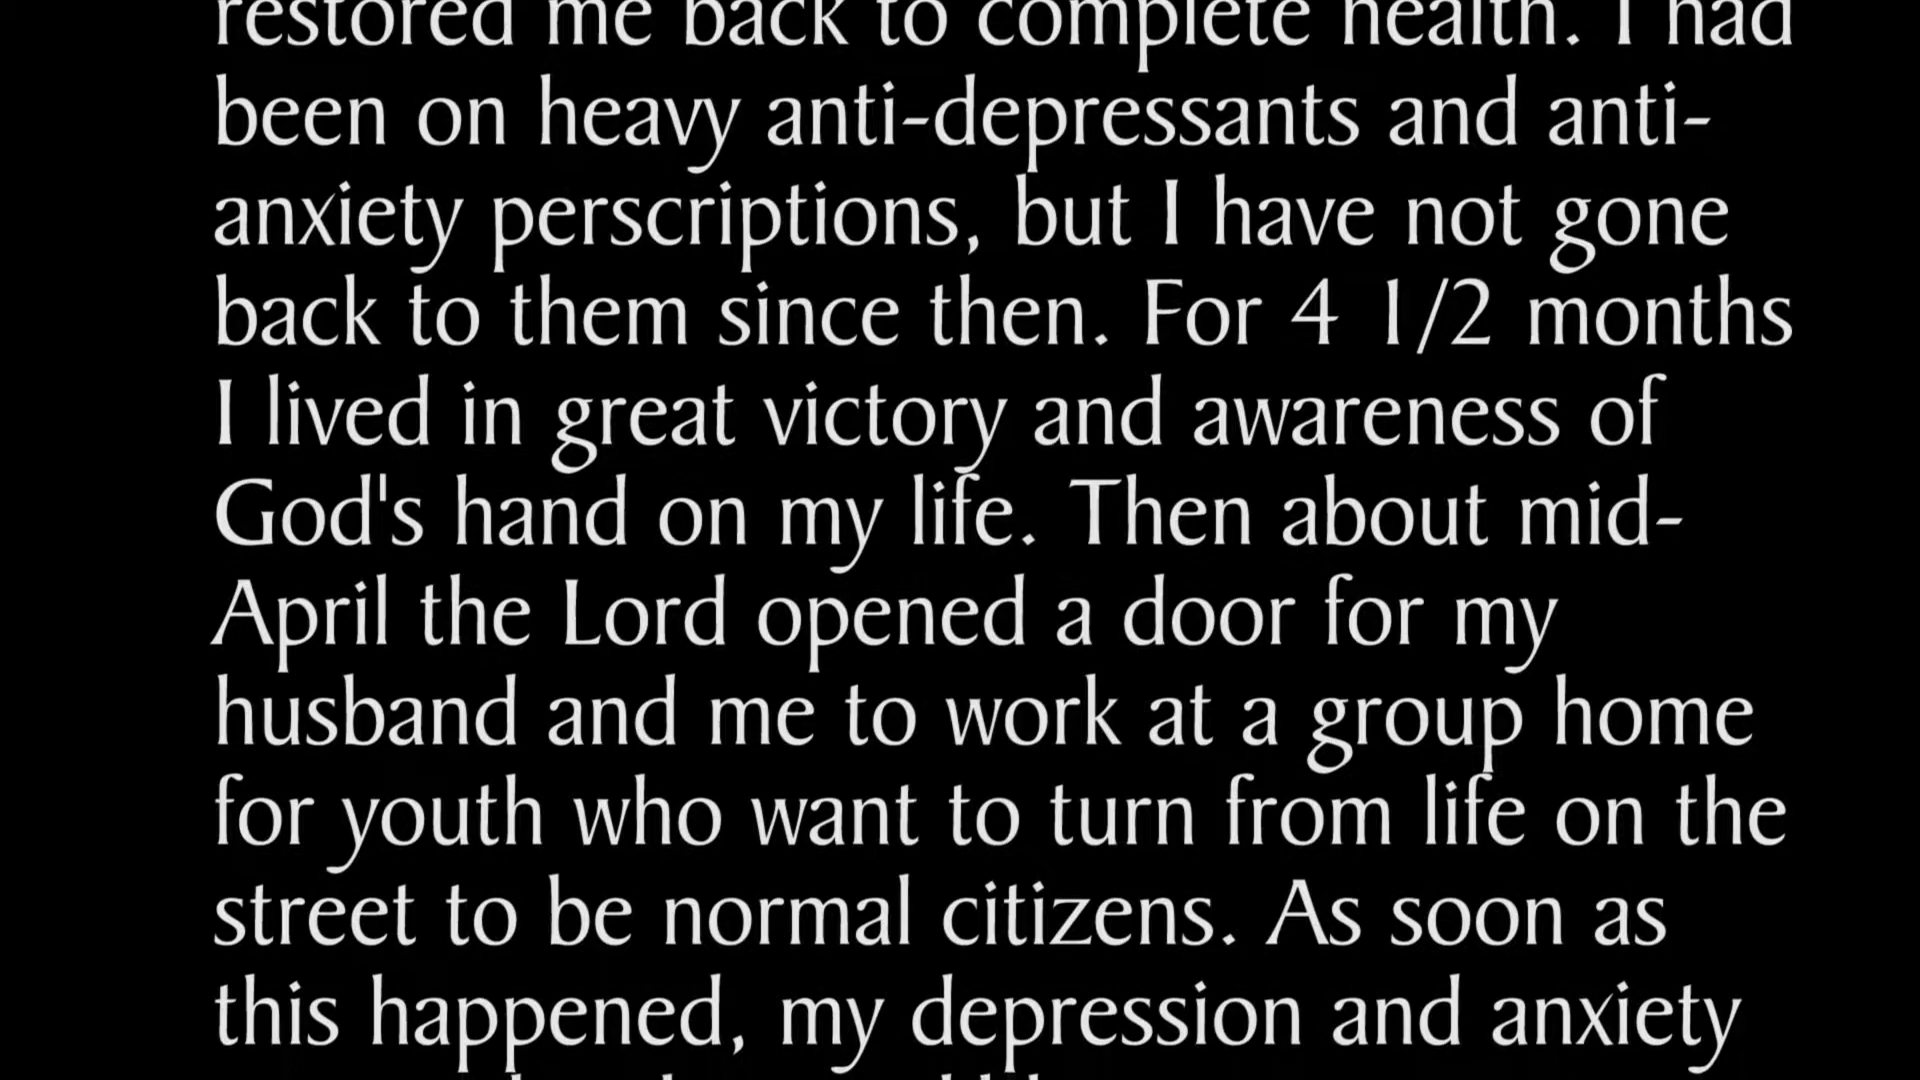 restored me back to complete health. I had
been on heavy anti-depressants and anti-
anxiety perscriptions, but I have not gone
back to them since then. For 4 1/2 months
I lived in great victory and awareness of
God's hand on my life. Then about mid-
April the Lord opened a door for my
husband and me to work at a group home
for youth who want to turn from life on the
street to be normal citizens. As soon as
this happened, my depression and anxiety